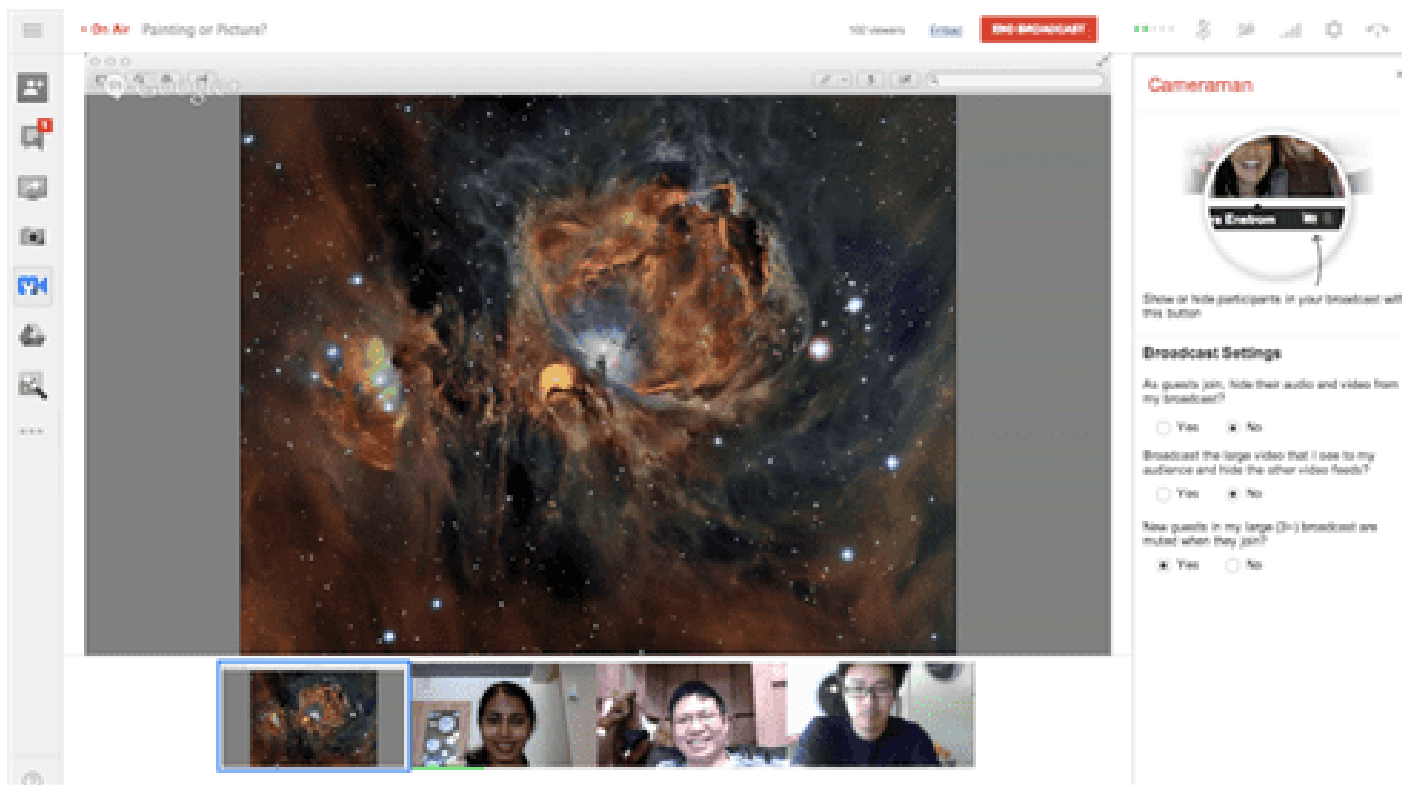 • On Air Painting or Picture?
102 viewers Embed END BROADCAST
Google
Cameraman
Show or hide participants in your broadcast with
this button
Broadcast Settings
As guests join, hide their audio and video from
my broadcast?
Yes No
Broadcast the large video that I see to my
audience and hide the other video feeds?
Yes No
New guests in my large (3+) broadcast are
muted when they join?
Yes No